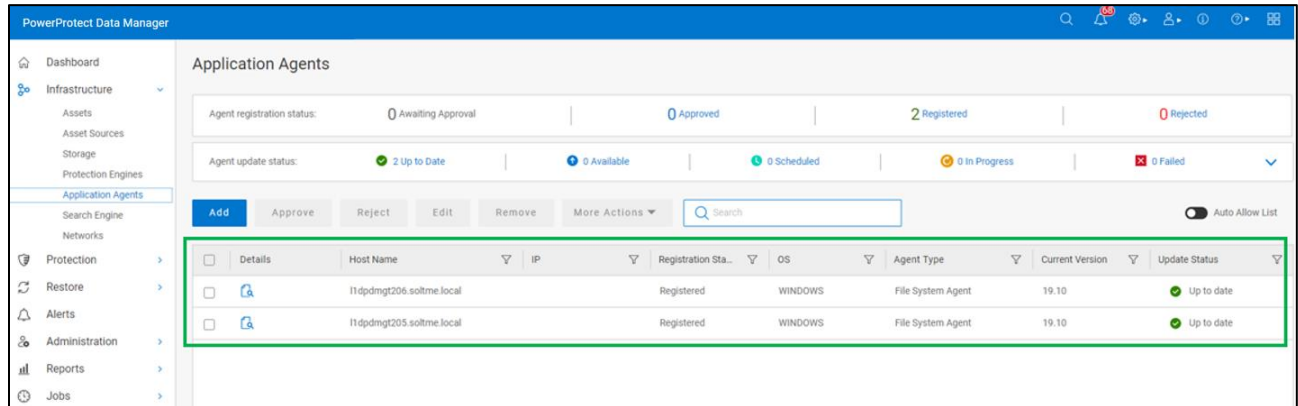 PowerProtect Data Manager
68
Dashboard
Infrastructure
Assets
Asset Sources
Storage
Protection Engines
Application Agents
Search Engine
Networks
Protection
Restore
Alerts
Administration
Reports
Jobs
Application Agents
Agent registration status: 0 Awaiting Approval 0 Approved 2 Registered 0 Rejected
Agent update status: 2 Up to Date 0 Available 0 Scheduled 0 In Progress 0 Failed
Add Approve Reject Edit Remove More Actions Search Auto Allow List
Details Host Name IP Registration Sta... OS Agent Type Current Version Update Status
l1dpdmgt206.soltme.local Registered WINDOWS File System Agent 19.10 Up to date
l1dpdmgt205.soltme.local Registered WINDOWS File System Agent 19.10 Up to date